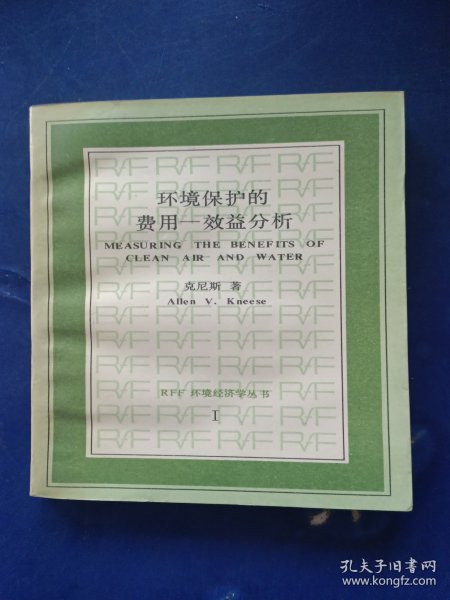 环境保护的
费用—效益分析
MEASURING THE BENEFITS OF
CLEAN AIR AND WATER
克尼斯 著
Allen V. Kneese
RFF 环境经济学丛书
I
孔夫子旧书网
www.kongfz.com